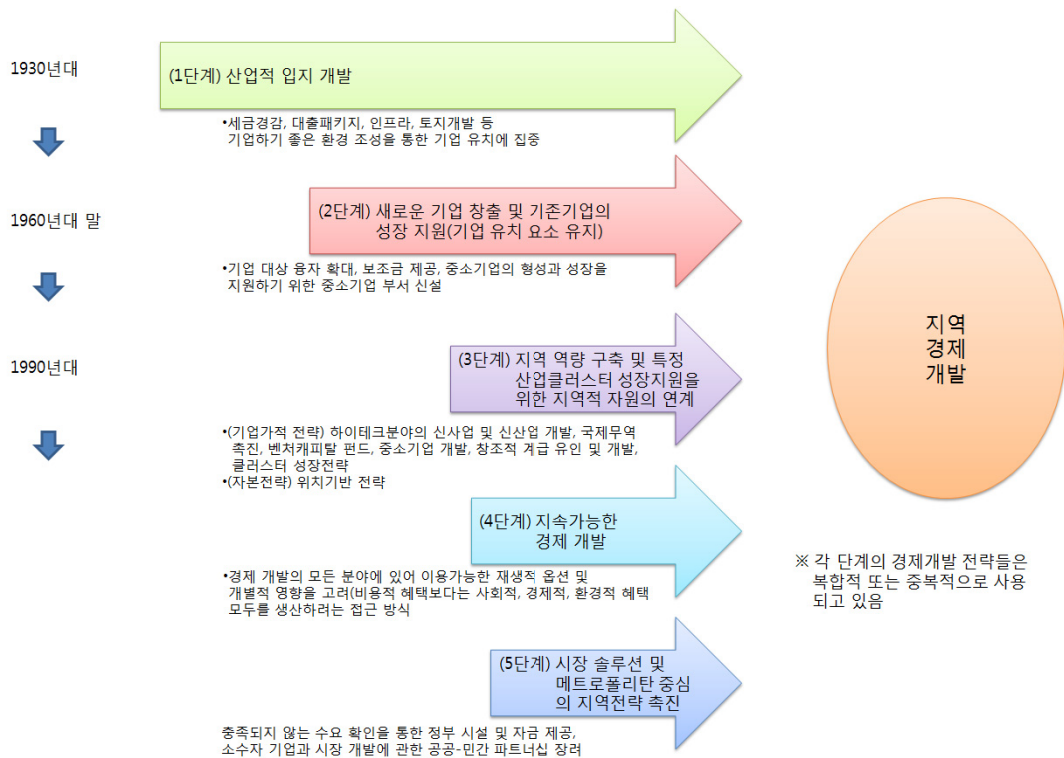 1930년대
(1단계) 산업적 입지 개발
•세금경감, 대출패키지, 인프라, 토지개발 등
기업하기 좋은 환경 조성을 통한 기업 유치에 집중
1960년대 말
(2단계) 새로운 기업 창출 및 기존기업의
성장 지원(기업 유치 요소 유지)
•기업 대상 융자 확대, 보조금 제공, 중소기업의 형성과 성장을
지원하기 위한 중소기업 부서 신설
1990년대
(3단계) 지역 역량 구축 및 특정
산업클러스터 성장지원을
위한 지역적 자원의 연계
•(기업가적 전략) 하이테크분야의 신사업 및 신산업 개발, 국제무역
촉진, 벤처캐피탈 펀드, 중소기업 개발, 창조적 계급 유인 및 개발,
클러스터 성장전략
•(자본전략) 위치기반 전략
(4단계) 지속가능한
경제 개발
•경제 개발의 모든 분야에 있어 이용가능한 재생적 옵션 및
개별적 영향을 고려(비용적 혜택보다는 사회적, 경제적, 환경적 혜택
모두를 생산하려는 접근 방식
(5단계) 시장 솔루션 및
메트로폴리탄 중심
의 지역전략 촉진
충족되지 않는 수요 확인을 통한 정부 시설 및 자금 제공,
소수자 기업과 시장 개발에 관한 공공-민간 파트너십 장려
지역
경제
개발
※ 각 단계의 경제개발 전략들은
복합적 또는 중복적으로 사용
되고 있음